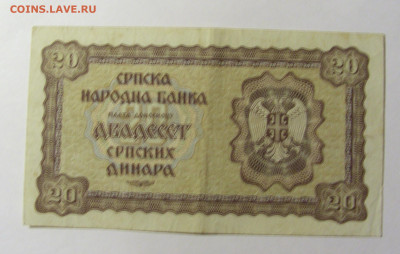 COINS.LAVE.RU
20 20
СРПСКА
НАРОДНА БАНКА
ДВАДЕСЕТ
СРПСКИХ
ДИНАРА
20 20